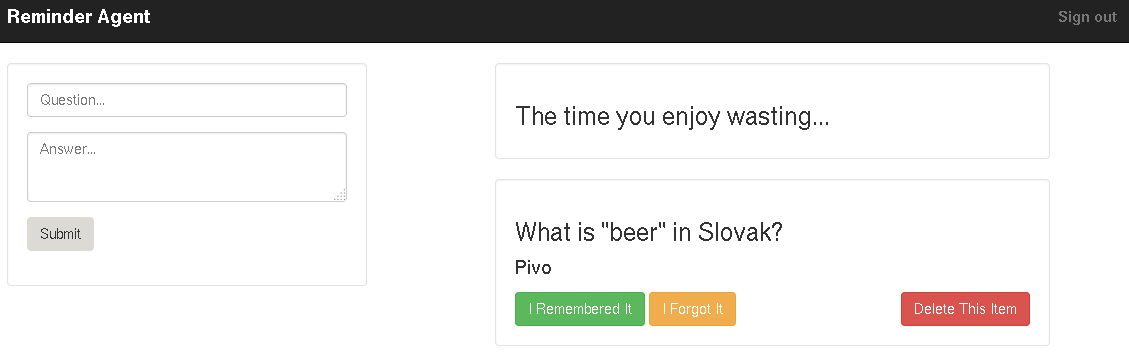 Reminder Agent
Sign out
Question...
Answer...
Submit
The time you enjoy wasting...
What is "beer" in Slovak?
Pivo
I Remembered It
I Forgot It
Delete This Item